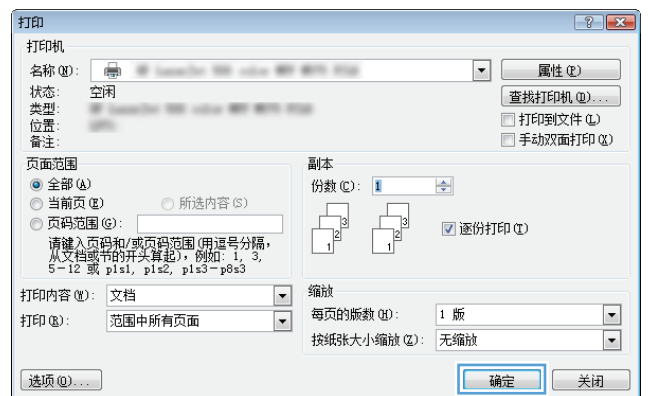 打印
打印机
名称(N):
属性(P)
状态: 空闲
查找打印机(D)...
类型:
位置:
打印到文件(L)
备注:
手动双面打印(X)
页面范围
全部(A)
当前页(E) 所选内容(S)
页码范围(G):
请键入页码和/或页码范围(用逗号分隔,
从文档或节的开头算起),例如: 1, 3,
5-12 或 p1s1, p1s2, p1s3-p8s3
副本
份数(C): 1
3 3
2 2
1 1
逐份打印(T)
打印内容(W): 文档
打印(R): 范围中所有页面
缩放
每页的版数(H): 1 版
按纸张大小缩放(Z): 无缩放
选项(O)...
确定 关闭